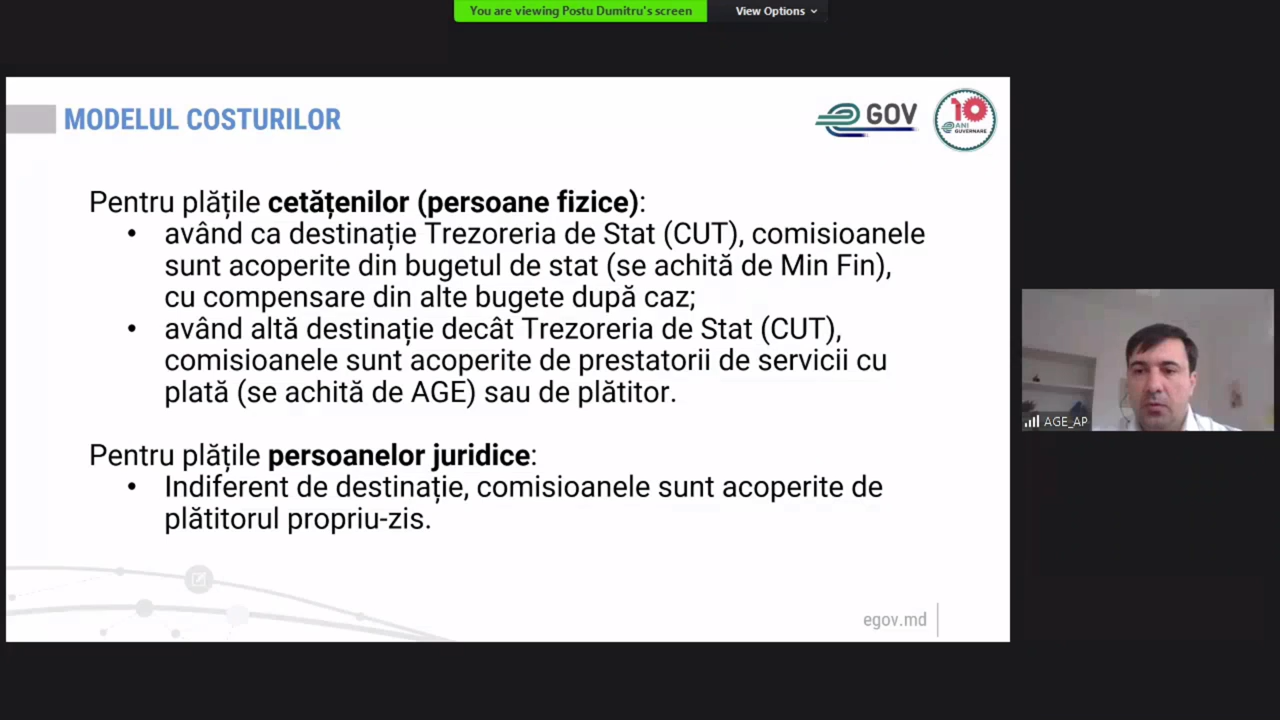 You are viewing Postu Dumitru's screen
View Options
MODELUL COSTURILOR
GOV
10
ANI
GUVERNARE
Pentru plățile cetățenilor (persoane fizice):
• având ca destinație Trezoreria de Stat (CUT), comisioanele
sunt acoperite din bugetul de stat (se achită de Min Fin),
cu compensare din alte bugete după caz;
• având altă destinație decât Trezoreria de Stat (CUT),
comisioanele sunt acoperite de prestatorii de servicii cu
plată (se achită de AGE) sau de plătitor.
AGE_AP
Pentru plățile persoanelor juridice:
• Indiferent de destinație, comisioanele sunt acoperite de
plătitorul propriu-zis.
egov.md